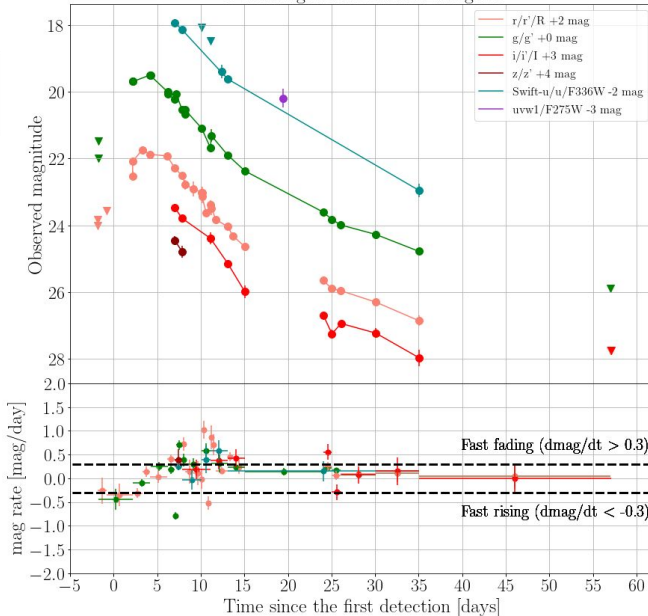 18
20
22
24
26
28
Observed magnitude
r/r'/R +2 mag
g/g' +0 mag
i/i'/I +3 mag
z/z' +4 mag
Swift-u/u/F336W -2 mag
uvw1/F275W -3 mag
2.0
1.5
1.0
0.5
0.0
−0.5
−1.0
−1.5
−2.0
mag rate [mag/day]
Fast fading (dmag/dt > 0.3)
Fast rising (dmag/dt < -0.3)
−5 0 5 10 15 20 25 30 35 40 45 50 55 60
Time since the first detection [days]